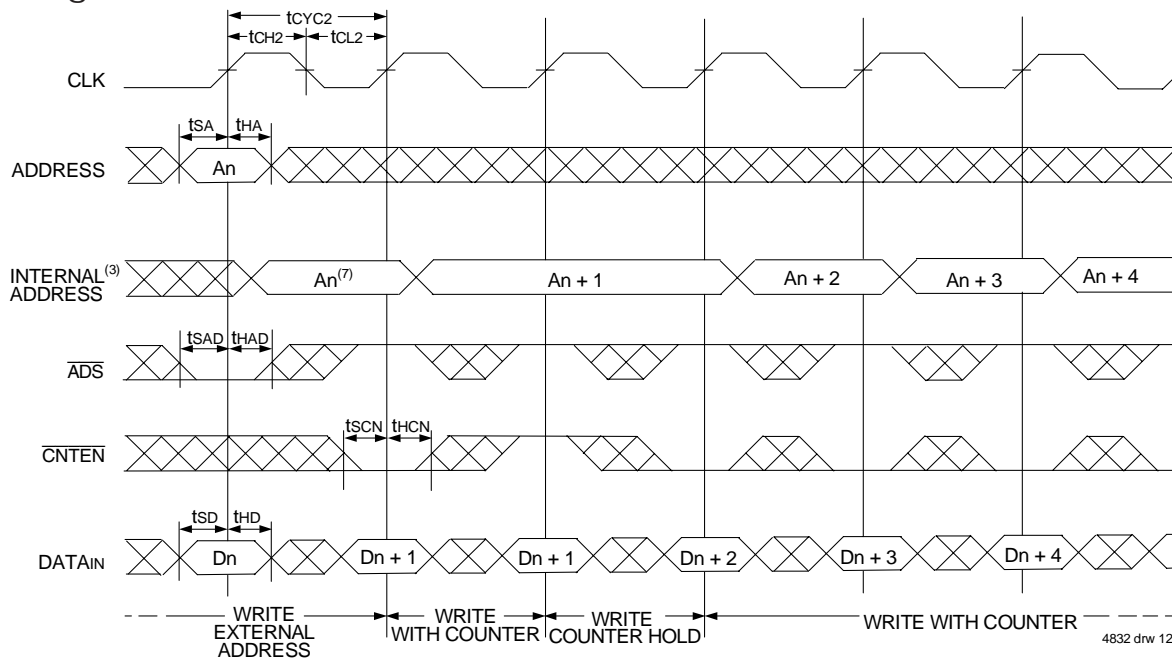 tCYC2
tCH2 tCL2
CLK
tSA tHA
ADDRESS An
INTERNAL(3)
ADDRESS
An(7) An + 1 An + 2 An + 3 An + 4
tSAD tHAD
ADS
tSCN tHCN
CNTEN
tSD tHD
DATAIN Dn Dn + 1 Dn + 1 Dn + 2 Dn + 3 Dn + 4
WRITE
EXTERNAL
ADDRESS
WRITE
WITH COUNTER
WRITE
COUNTER HOLD
WRITE WITH COUNTER
4832 drw 12